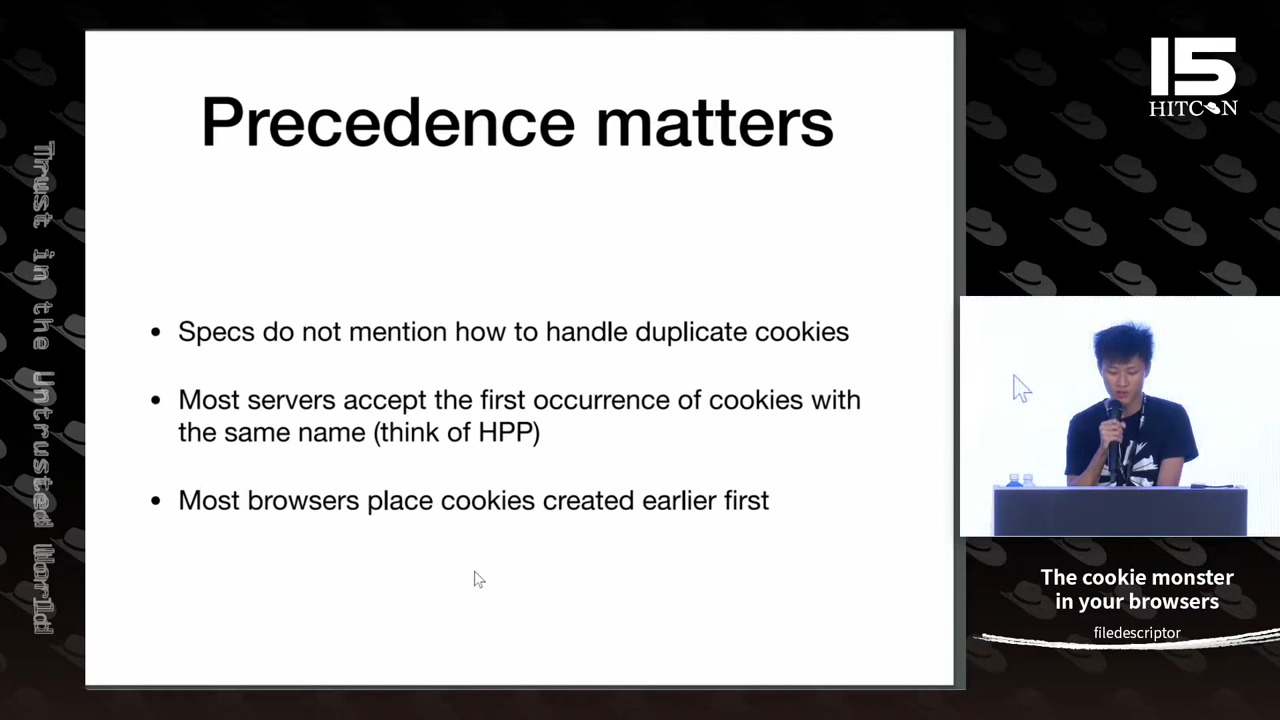 Precedence matters
• Specs do not mention how to handle duplicate cookies
• Most servers accept the first occurrence of cookies with
the same name (think of HPP)
• Most browsers place cookies created earlier first
Thrust in the Untrusted World
15
HITCON
The cookie monster
in your browsers
filedescriptor